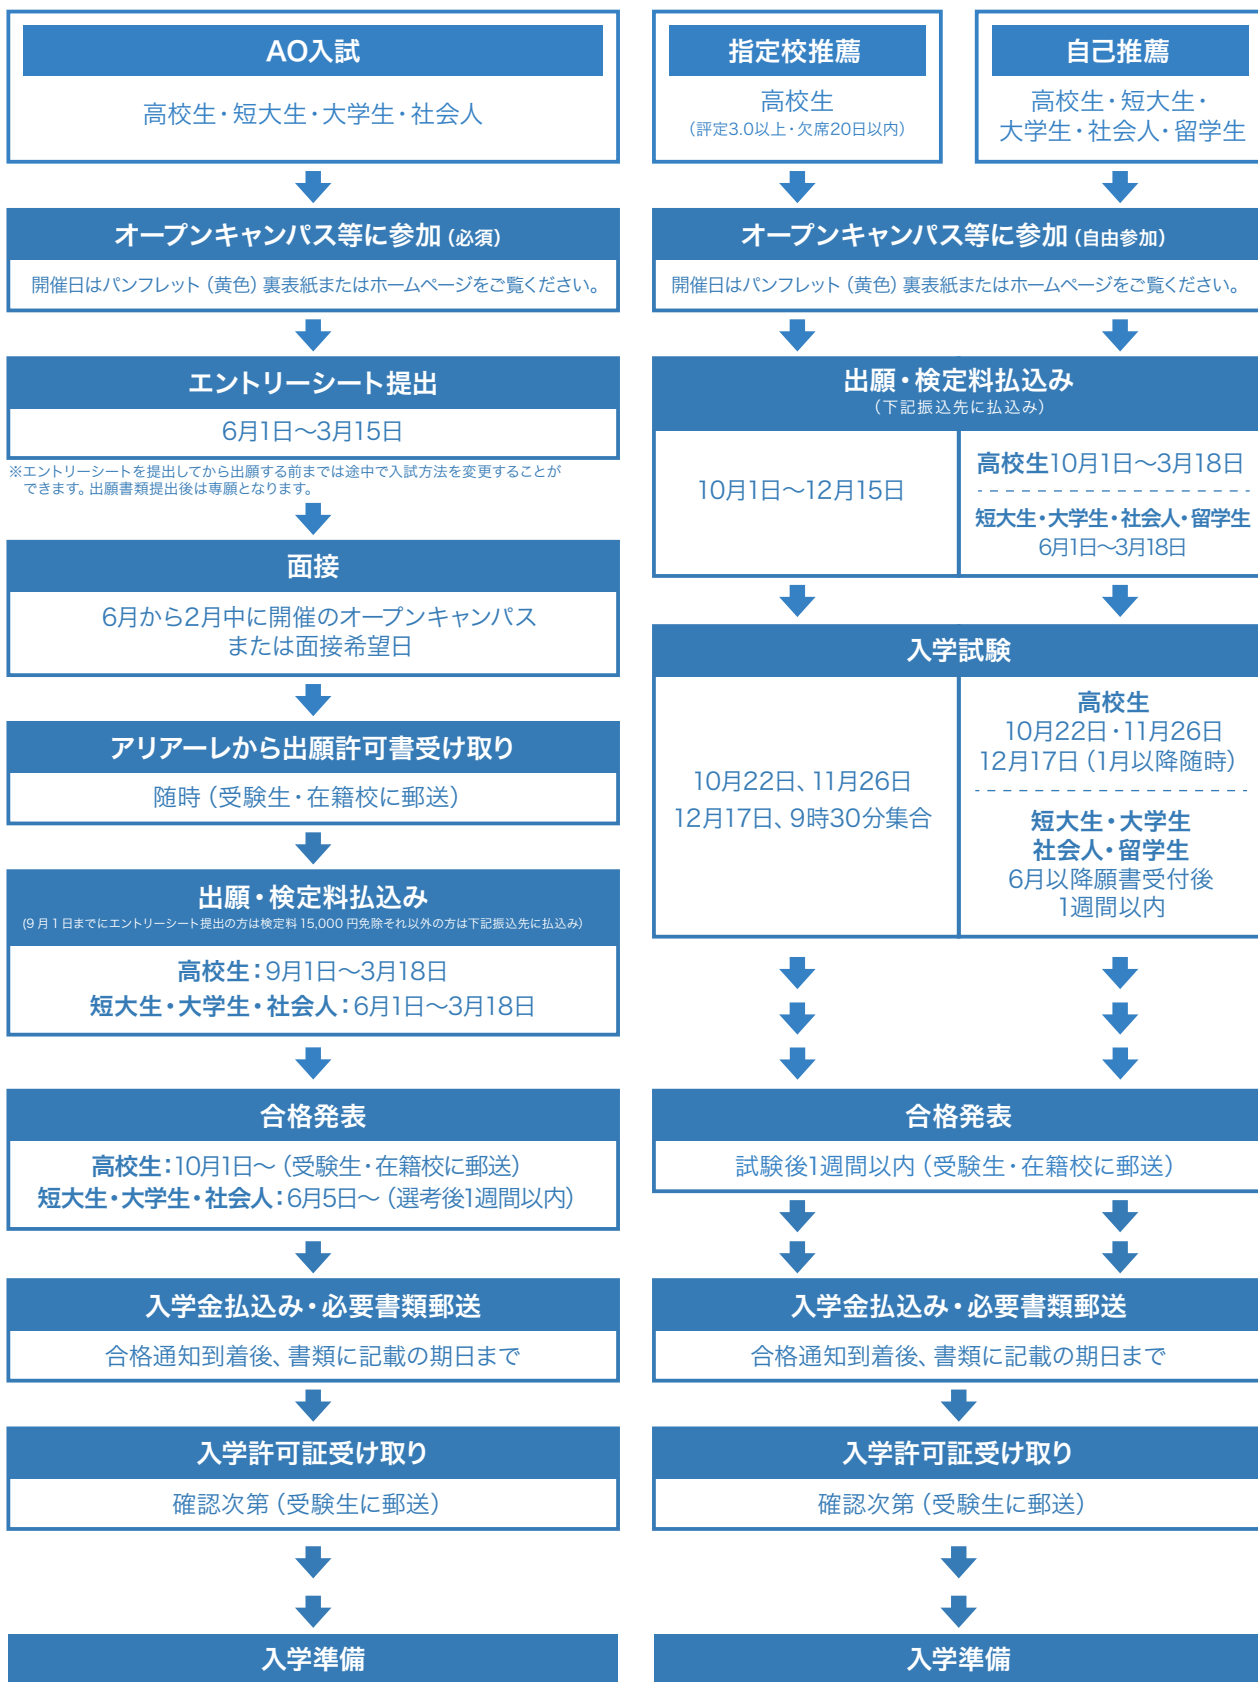 AO入試
高校生・短大生・大学生・社会人
オープンキャンパス等に参加（必須）
開催日はパンフレット（黄色）裏表紙またはホームページをご覧ください。
エントリーシート提出
6月1日〜3月15日
※エントリーシートを提出してから出願する前までは途中で入試方法を変更することが
できます。出願書類提出後は専願となります。
面接
6月から2月中に開催のオープンキャンパス
または面接希望日
アリアーレから出願許可書受け取り
随時（受験生・在籍校に郵送）
出願・検定料払込み
(9月1日までにエントリーシート提出の方は検定料15,000円免除それ以外の方は下記振込先に払込み)
高校生：9月1日〜3月18日
短大生・大学生・社会人：6月1日〜3月18日
合格発表
高校生：10月1日〜（受験生・在籍校に郵送）
短大生・大学生・社会人：6月5日〜（選考後1週間以内）
入学金払込み・必要書類郵送
合格通知到着後、書類に記載の期日まで
入学許可証受け取り
確認次第（受験生に郵送）
入学準備
指定校推薦
高校生
（評定3.0以上・欠席20日以内）
自己推薦
高校生・短大生・
大学生・社会人・留学生
オープンキャンパス等に参加（自由参加）
開催日はパンフレット（黄色）裏表紙またはホームページをご覧ください。
出願・検定料払込み
（下記振込先に払込み）
10月1日〜12月15日
高校生10月1日〜3月18日
短大生・大学生・社会人・留学生
6月1日〜3月18日
入学試験
10月22日、11月26日
12月17日、9時30分集合
高校生
10月22日・11月26日
12月17日（1月以降随時）
短大生・大学生
社会人・留学生
6月以降願書受付後
1週間以内
合格発表
試験後1週間以内（受験生・在籍校に郵送）
入学金払込み・必要書類郵送
合格通知到着後、書類に記載の期日まで
入学許可証受け取り
確認次第（受験生に郵送）
入学準備